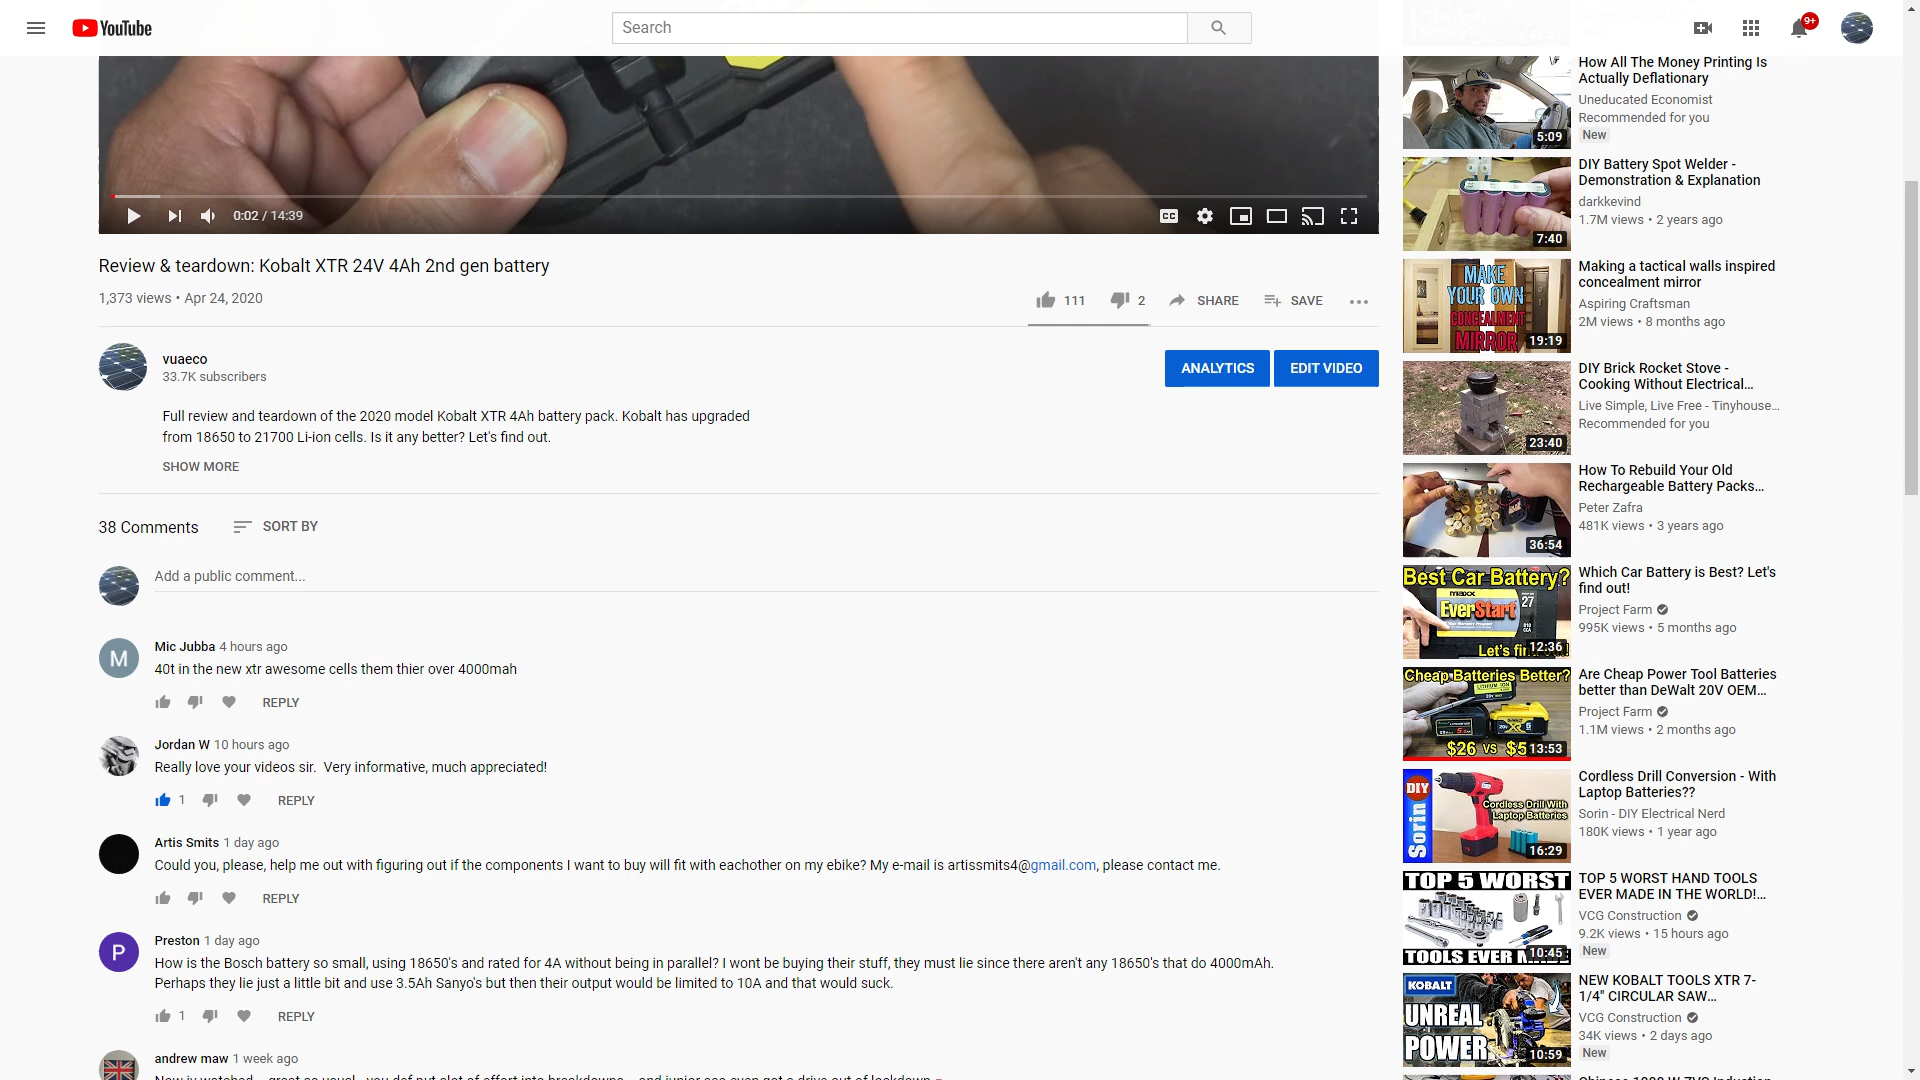 YouTube
Search
9+
0:02 / 14:39
CC
Review & teardown: Kobalt XTR 24V 4Ah 2nd gen battery
1,373 views • Apr 24, 2020
111
2
SHARE
SAVE
vuaeco
33.7K subscribers
ANALYTICS
EDIT VIDEO
Full review and teardown of the 2020 model Kobalt XTR 4Ah battery pack. Kobalt has upgraded
from 18650 to 21700 Li-ion cells. Is it any better? Let's find out.
SHOW MORE
38 Comments
SORT BY
Add a public comment...
M
Mic Jubba 4 hours ago
40t in the new xtr awesome cells them thier over 4000mah
REPLY
Jordan W 10 hours ago
Really love your videos sir. Very informative, much appreciated!
1
REPLY
Artis Smits 1 day ago
Could you, please, help me out with figuring out if the components I want to buy will fit with eachother on my ebike? My e-mail is artissmits4@gmail.com, please contact me.
REPLY
P
Preston 1 day ago
How is the Bosch battery so small, using 18650's and rated for 4A without being in parallel? I wont be buying their stuff, they must lie since there aren't any 18650's that do 4000mAh.
Perhaps they lie just a little bit and use 3.5Ah Sanyo's but then their output would be limited to 10A and that would suck.
1
REPLY
andrew maw 1 week ago
5:09
How All The Money Printing Is
Actually Deflationary
Uneducated Economist
Recommended for you
New
7:40
DIY Battery Spot Welder -
Demonstration & Explanation
darkkevind
1.7M views • 2 years ago
MAKE
YOUR OWN
CONCEALMENT
MIRROR
19:19
Making a tactical walls inspired
concealment mirror
Aspiring Craftsman
2M views • 8 months ago
23:40
DIY Brick Rocket Stove -
Cooking Without Electrical...
Live Simple, Live Free - Tinyhouse...
Recommended for you
36:54
How To Rebuild Your Old
Rechargeable Battery Packs...
Peter Zafra
481K views • 3 years ago
Best Car Battery?
maxx
EverStart
27
Let's fin
12:36
Which Car Battery is Best? Let's
find out!
Project Farm
995K views • 5 months ago
Cheap Batteries Better?
$26 vs $5
13:53
Are Cheap Power Tool Batteries
better than DeWalt 20V OEM...
Project Farm
1.1M views • 2 months ago
DIY
Sorin
Cordless Drill With
Laptop Batteries
16:29
Cordless Drill Conversion - With
Laptop Batteries??
Sorin - DIY Electrical Nerd
180K views • 1 year ago
TOP 5 WORST
TOOLS EVER MADE
10:45
TOP 5 WORST HAND TOOLS
EVER MADE IN THE WORLD!...
VCG Construction
9.2K views • 15 hours ago
New
KOBALT
UNREAL
POWER
10:59
NEW KOBALT TOOLS XTR 7-
1/4" CIRCULAR SAW...
VCG Construction
34K views • 2 days ago
New